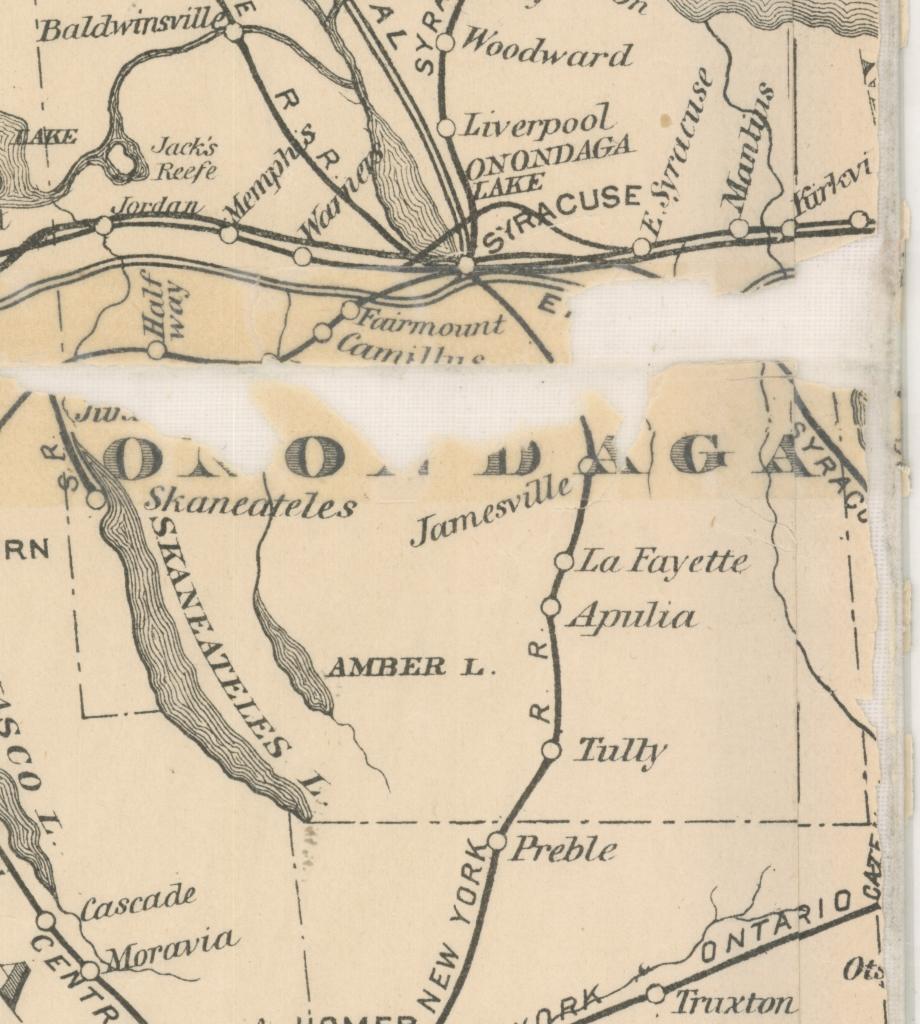 Baldwinsville
R R
AL
SYRA
Woodward
Liverpool
ONONDAGA
LAKE
E Syracuse
Manlius
Kirkvi
LAKE
Jack's
Reefe
Jordan
Memphis
Warners
SYRACUSE
Half
way
Fairmount
Camillus
E.
ONONDAGA
SYRACU
S R
Skaneateles
Jamesville
RN
SKANEATELES L.
La Fayette
Apulia
AMBER L.
R R
Tully
ASCO L.
Preble
Cascade
Moravia
CENTR
NEW YORK
ONTARIO
YORK
Truxton
Ots
HOMER